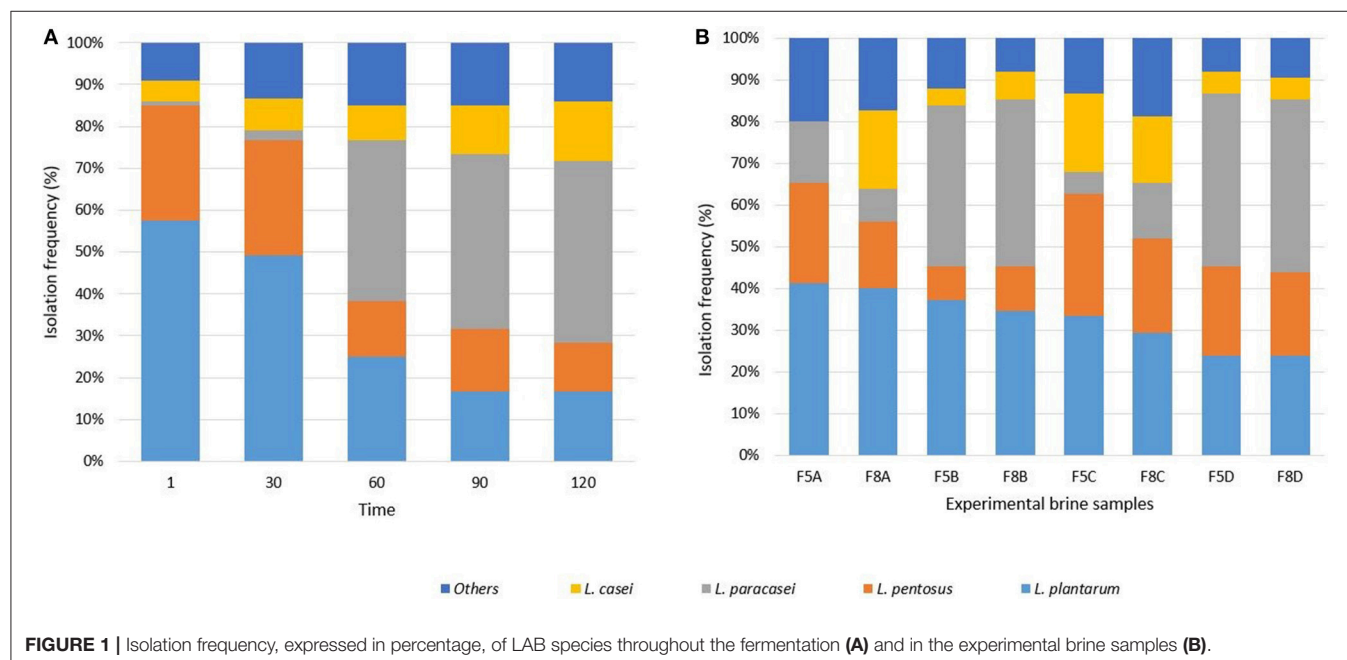 A
100%
90%
80%
70%
60%
50%
40%
30%
20%
10%
0%
Isolation frequency (%)
1 30 60 90 120
Time
B
100%
90%
80%
70%
60%
50%
40%
30%
20%
10%
0%
Isolation frequency (%)
F5A F8A F5B F8B F5C F8C F5D F8D
Experimental brine samples
Others L. casei L. paracasei L. pentosus L. plantarum
FIGURE 1 | Isolation frequency, expressed in percentage, of LAB species throughout the fermentation (A) and in the experimental brine samples (B).